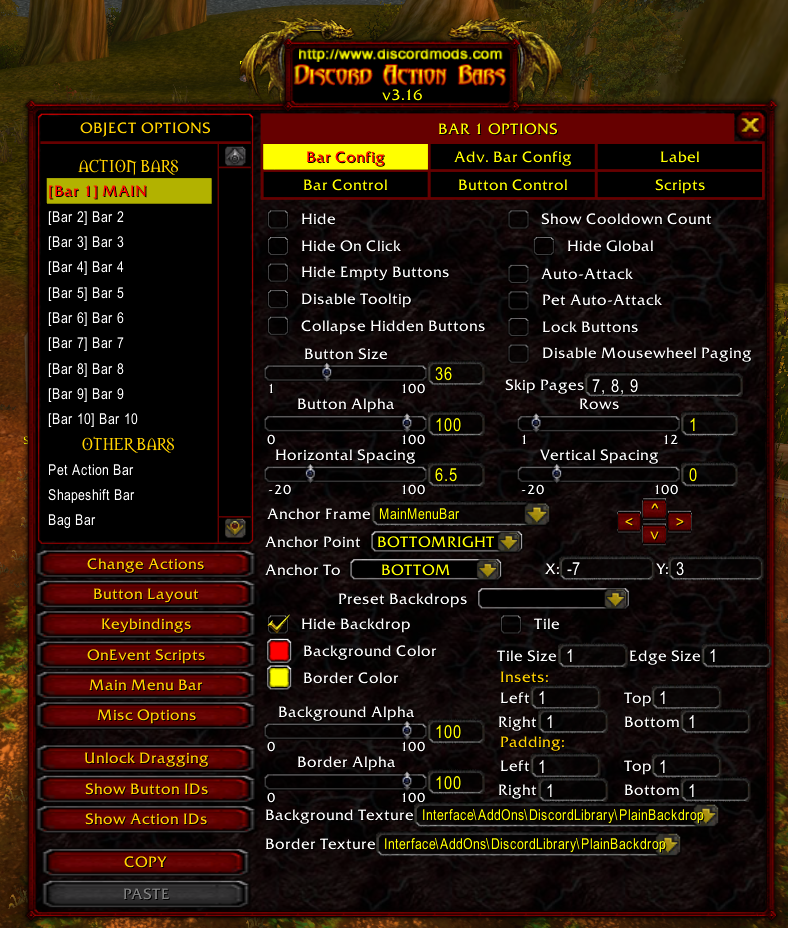 http://www.discordmods.com
DISCORD ACTION BARS
v3.16
OBJECT OPTIONS
ACTION BARS
[Bar 1] MAIN
[Bar 2] Bar 2
[Bar 3] Bar 3
[Bar 4] Bar 4
[Bar 5] Bar 5
[Bar 6] Bar 6
[Bar 7] Bar 7
[Bar 8] Bar 8
[Bar 9] Bar 9
[Bar 10] Bar 10
OTHER BARS
Pet Action Bar
Shapeshift Bar
Bag Bar
Change Actions
Button Layout
Keybindings
OnEvent Scripts
Main Menu Bar
Misc Options
Unlock Dragging
Show Button IDs
Show Action IDs
COPY
PASTE
BAR 1 OPTIONS
X
Bar Config Adv. Bar Config Label
Bar Control Button Control Scripts
Hide Show Cooldown Count
Hide On Click Hide Global
Hide Empty Buttons Auto-Attack
Disable Tooltip Pet Auto-Attack
Collapse Hidden Buttons Lock Buttons
Disable Mousewheel Paging
Button Size
36
1 100
Skip Pages 7, 8, 9
Button Alpha Rows
100 1
0 100 1 12
Horizontal Spacing Vertical Spacing
6.5 0
-20 100 -20 100
Anchor Frame MainMenuBar
^
< >
v
Anchor Point BOTTOMRIGHT
Anchor To BOTTOM X: -7 Y: 3
Preset Backdrops
Hide Backdrop Tile
Background Color Tile Size 1 Edge Size 1
Border Color Insets:
Left 1 Top 1
Background Alpha Right 1 Bottom 1
100
0 100
Padding:
Border Alpha Left 1 Top 1
100 Right 1 Bottom 1
0 100
Background Texture Interface\AddOns\DiscordLibrary\PlainBackdrop
Border Texture Interface\AddOns\DiscordLibrary\PlainBackdrop